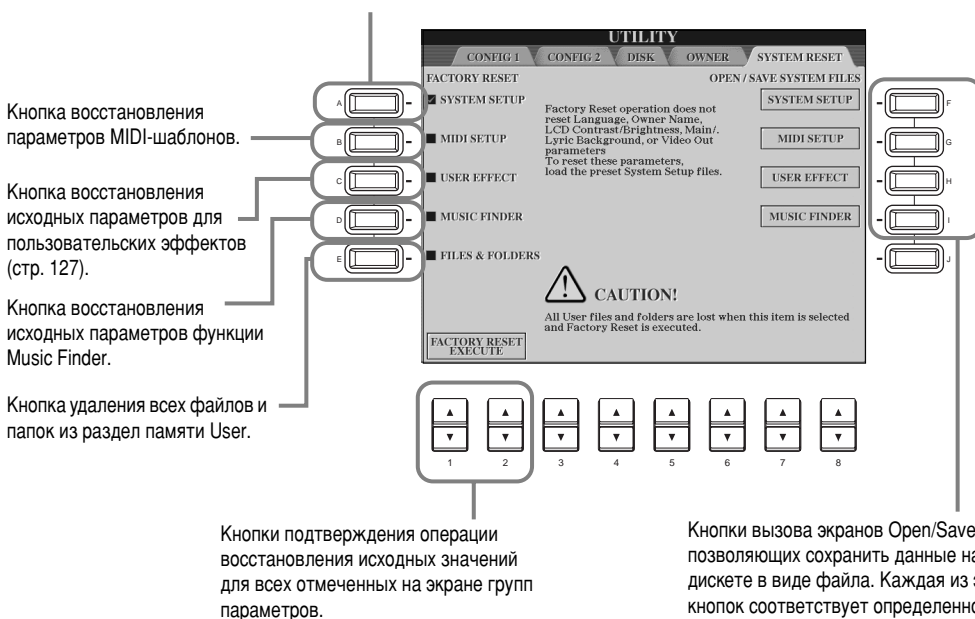 UTILITY
CONFIG 1 CONFIG 2 DISK OWNER SYSTEM RESET
FACTORY RESET
OPEN / SAVE SYSTEM FILES
Кнопка восстановления
параметров MIDI-шаблонов.
Кнопка восстановления
исходных параметров для
пользовательских эффектов
(стр. 127).
Кнопка восстановления
исходных параметров функции
Music Finder.
Кнопка удаления всех файлов и
папок из раздел памяти User.
A
B
C
D
E
SYSTEM SETUP
MIDI SETUP
USER EFFECT
MUSIC FINDER
FILES & FOLDERS
Factory Reset operation does not
reset Language, Owner Name,
LCD Contrast/Brightness, Main/.
Lyric Background, or Video Out
parameters
To reset these parameters,
load the preset System Setup files.
SYSTEM SETUP
MIDI SETUP
USER EFFECT
MUSIC FINDER
F
G
H
I
J
CAUTION!
All User files and folders are lost when this item is selected
and Factory Reset is executed.
FACTORY RESET
EXECUTE
1 2 3 4 5 6 7 8
Кнопки подтверждения операции
восстановления исходных значений
для всех отмеченных на экране групп
параметров.
Кнопки вызова экранов Open/Save
позволяющих сохранить данные на
дискете в виде файла. Каждая из
кнопок соответствует